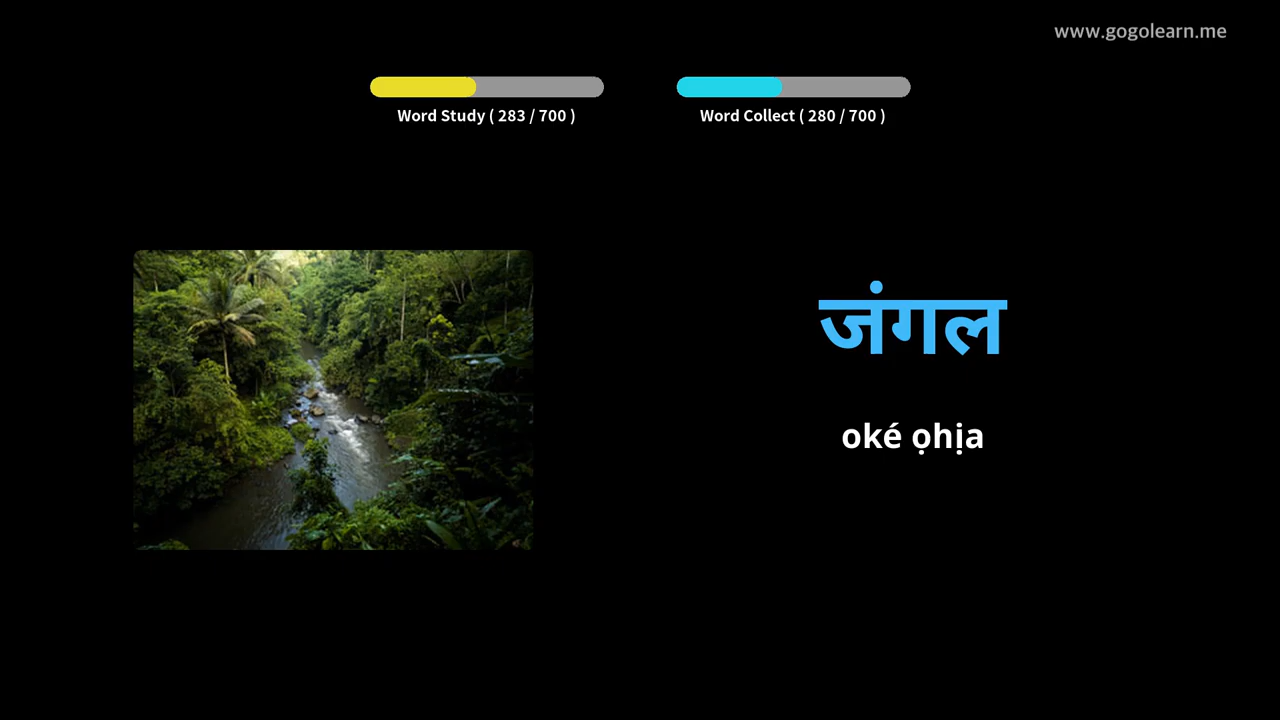 www.gogolearn.me
Word Study ( 283 / 700 )
Word Collect ( 280 / 700 )
जंगल
oké ọhịa